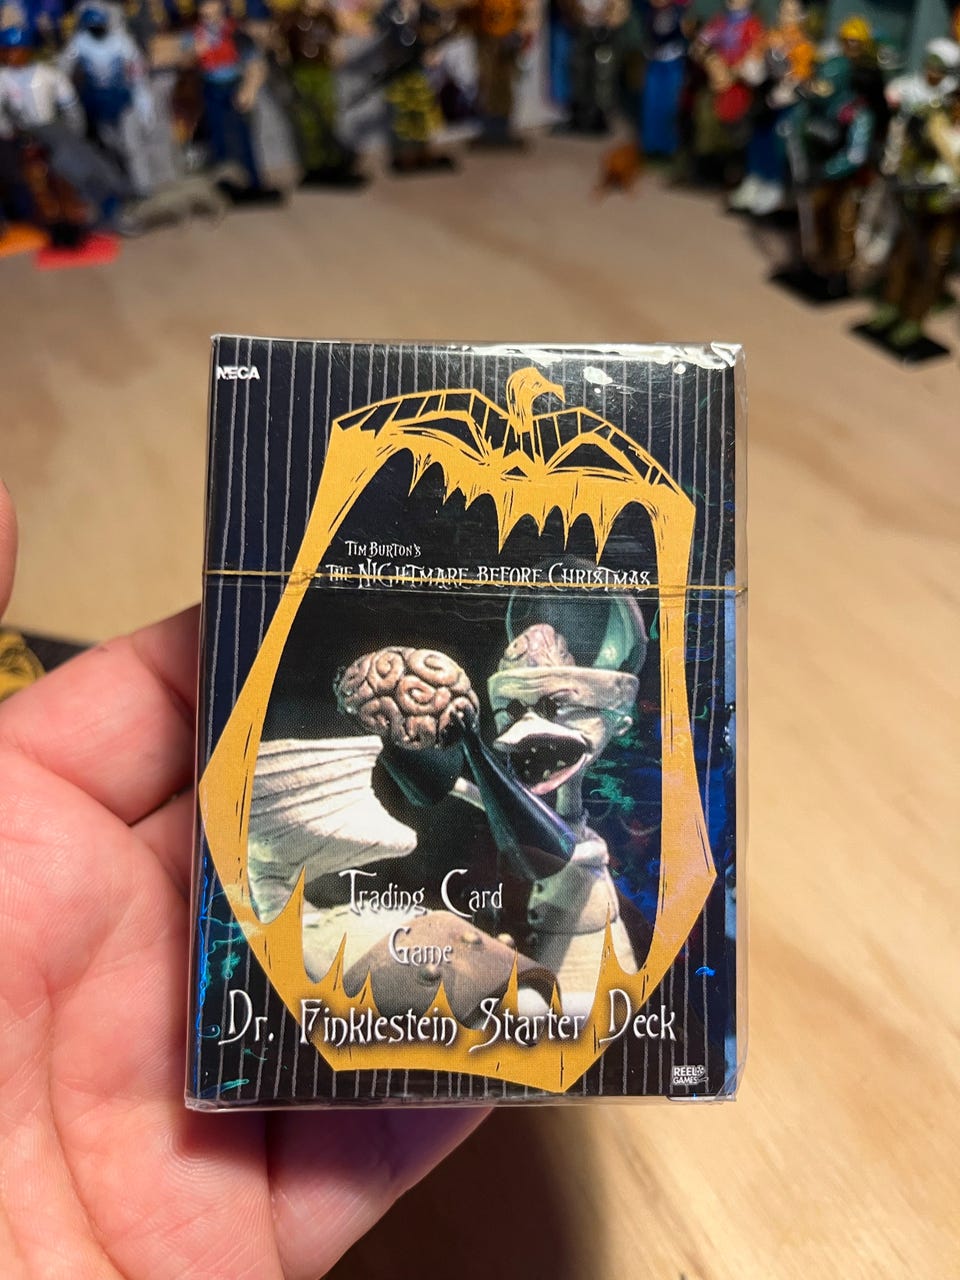 NECA
TIM BURTON'S
THE NIGHTMARE BEFORE CHRISTMAS
Trading Card
Game
Dr. Finklestein Starter Deck
REEL
GAMES